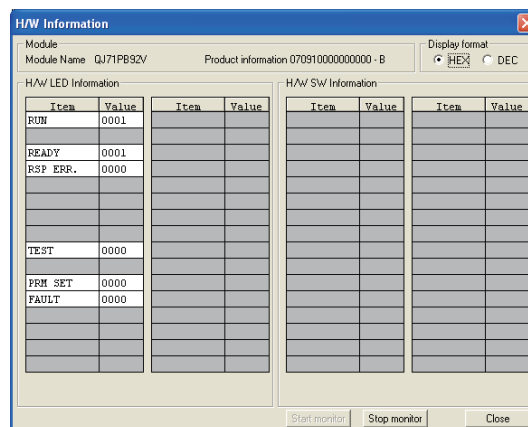 H/W Information
Module
Module Name QJ71PB92V Product information 070910000000000 - B
Display format
HEX DEC
H/W LED Information
H/W SW Information
Item Value Item Value Item Value Item Value
RUN 0001
READY 0001
RSP ERR. 0000
TEST 0000
PRM SET 0000
FAULT 0000
Start monitor Stop monitor Close